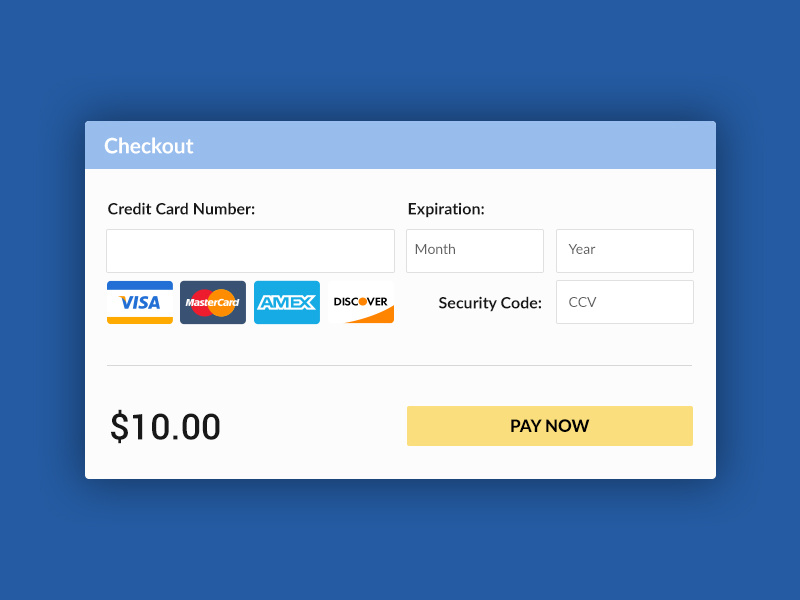 Checkout
Credit Card Number:
Expiration:
Month
Year
VISA
MasterCard
AMEX
DISCOVER
Security Code:
CCV
$10.00
PAY NOW